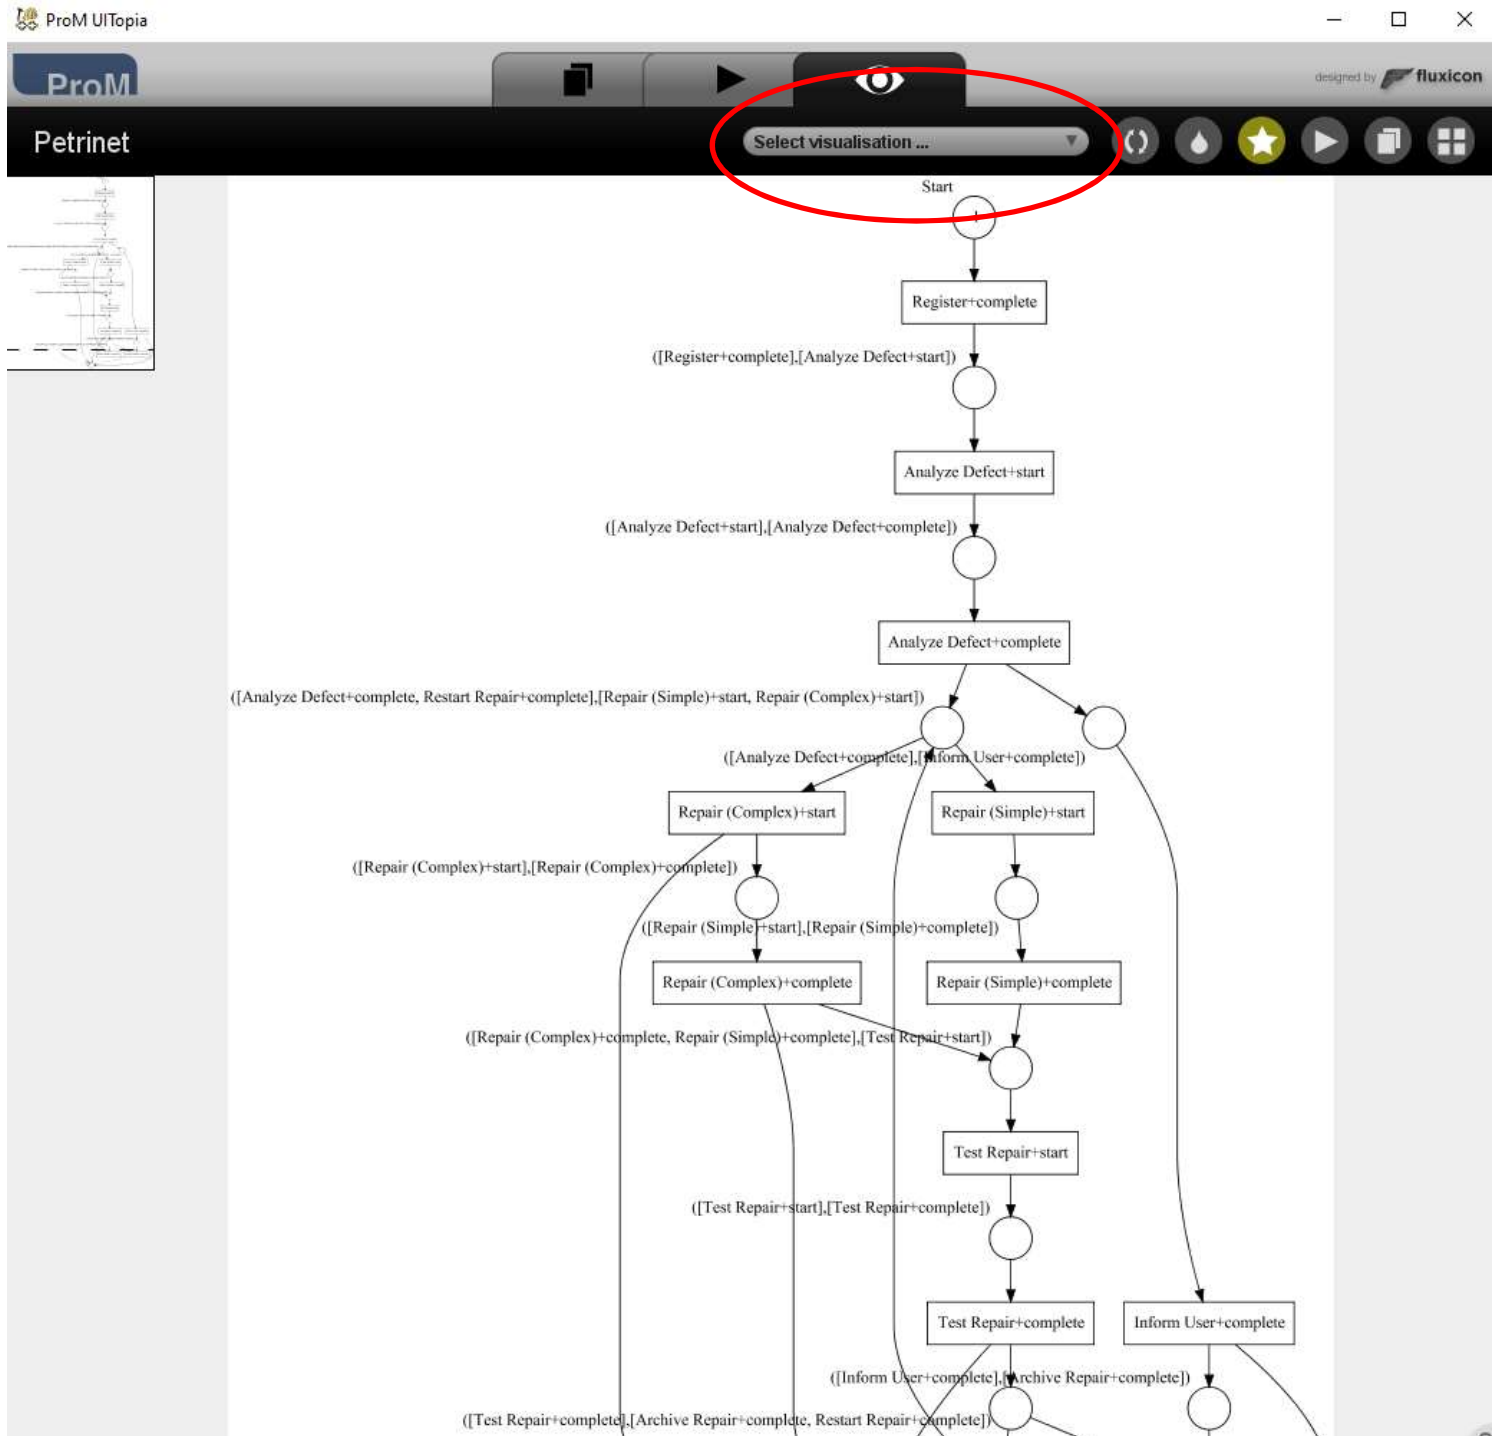 ProM UITopia
ProM
designed by fluxicon
Petrinet
Select visualisation ...
Start
Register+complete
([Register+complete],[Analyze Defect+start])
Analyze Defect+start
([Analyze Defect+start],[Analyze Defect+complete])
Analyze Defect+complete
([Analyze Defect+complete, Restart Repair+complete],[Repair (Simple)+start, Repair (Complex)+start])
([Analyze Defect+complete],[Inform User+complete])
Repair (Complex)+start
Repair (Simple)+start
([Repair (Complex)+start],[Repair (Complex)+complete])
([Repair (Simple)+start],[Repair (Simple)+complete])
Repair (Complex)+complete
Repair (Simple)+complete
([Repair (Complex)+complete, Repair (Simple)+complete],[Test Repair+start])
Test Repair+start
([Test Repair+start],[Test Repair+complete])
Test Repair+complete
Inform User+complete
([Inform User+complete],[Archive Repair+complete])
([Test Repair+complete],[Archive Repair+complete, Restart Repair+complete])